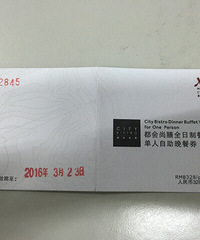 2845
City Bistro Dinner Buffet
for One Person
都会尚膳全日制餐
单人自助晚餐券
CITY
BISTRO
2016年 3月 23日
RMB328/
人民币32